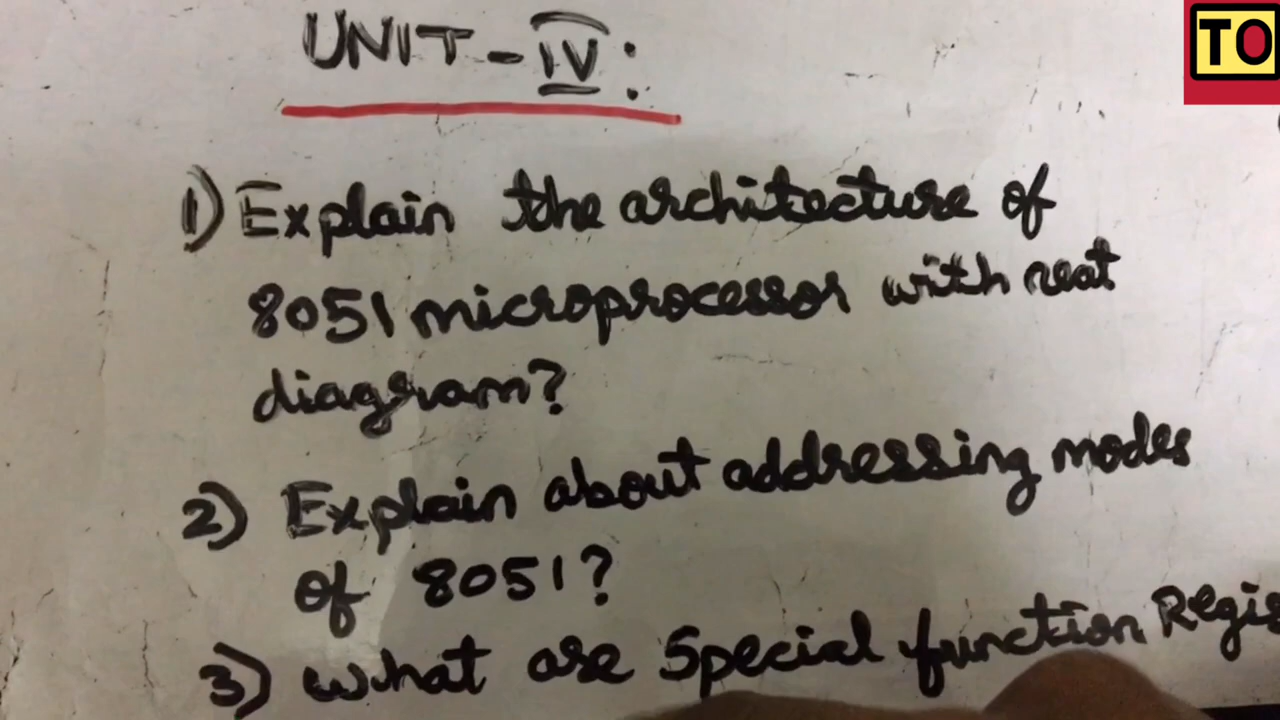 TO
UNIT-IV:
1) Explain the architecture of
8051 microprocessor with neat
diagram?
2) Explain about addressing modes
of 8051?
3) What are Special function Regis